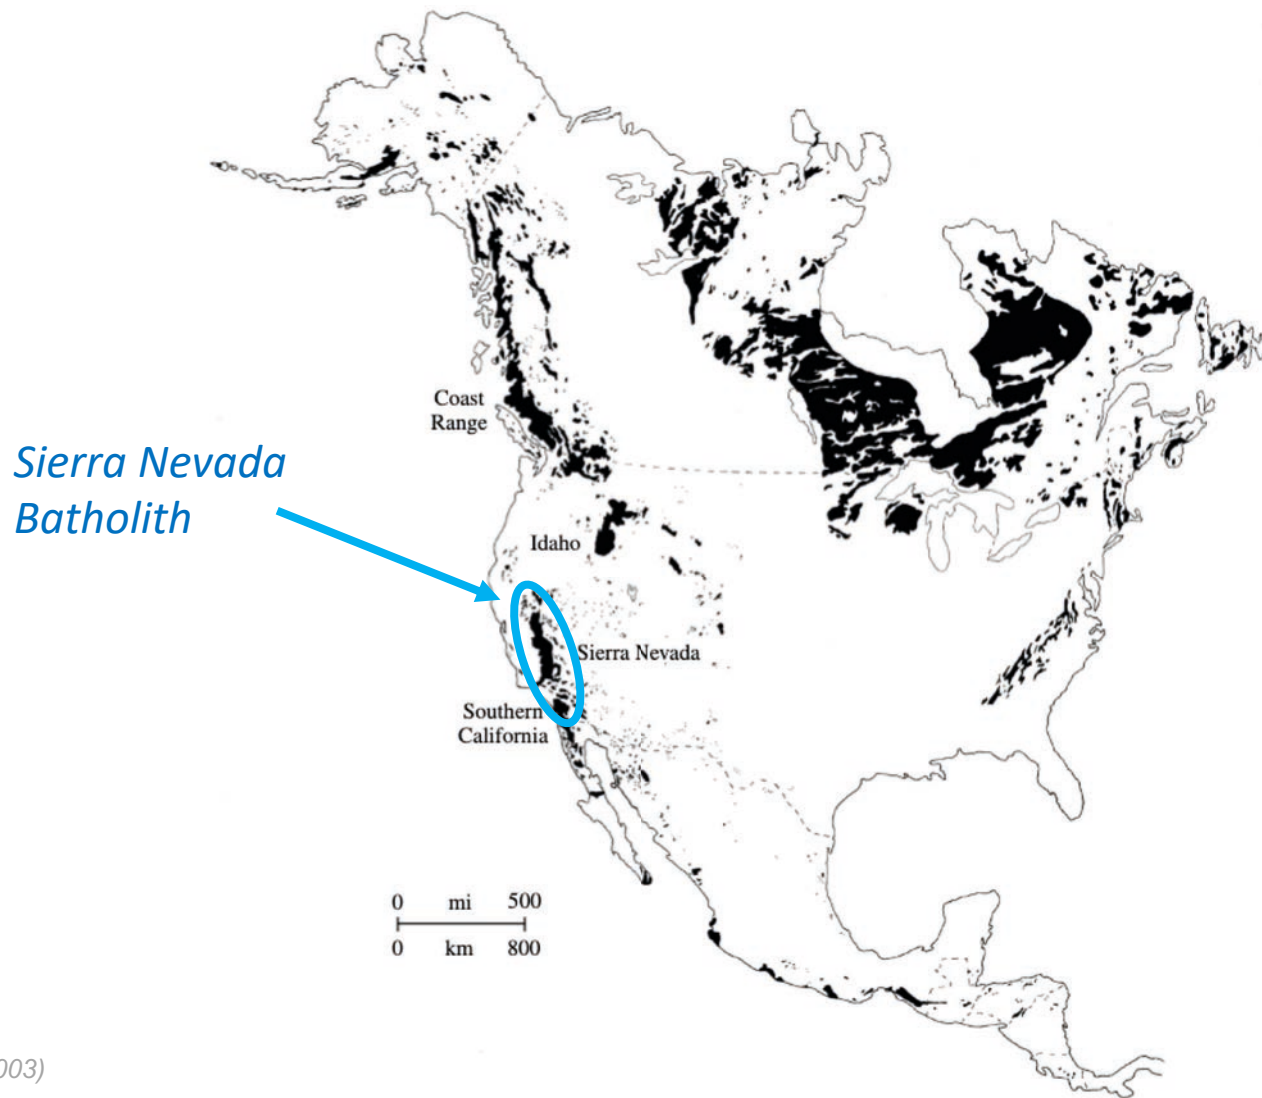 Coast
Range
Sierra Nevada
Batholith
Idaho
Sierra Nevada
Southern
California
0 mi 500
0 km 800
003)